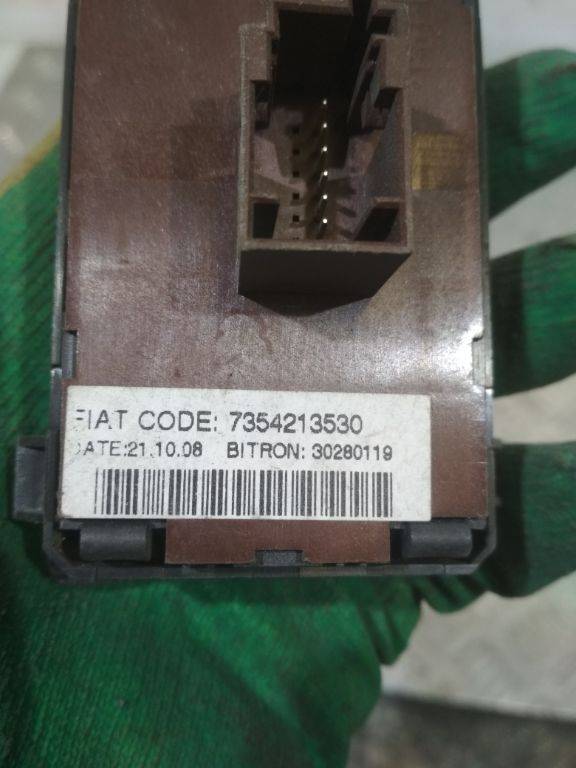 FIAT CODE: 7354213530
DATE:21.10.08 BITRON: 30280119